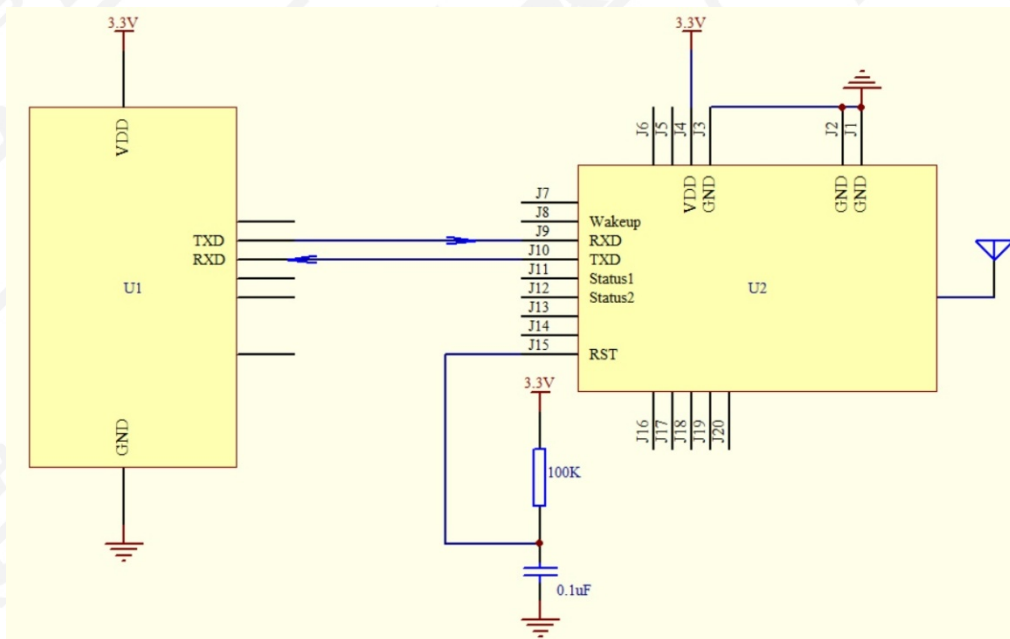 3.3V
3.3V
J6
J5
J4
J3
J2
J1
VDD
VDD
GND
GND
GND
J7
J8
Wakeup
TXD
J9
RXD
RXD
J10
TXD
J11
Status1
U1
J12
Status2
U2
J13
J14
J15
RST
3.3V
GND
J16
J17
J18
J19
J20
100K
0.1uF